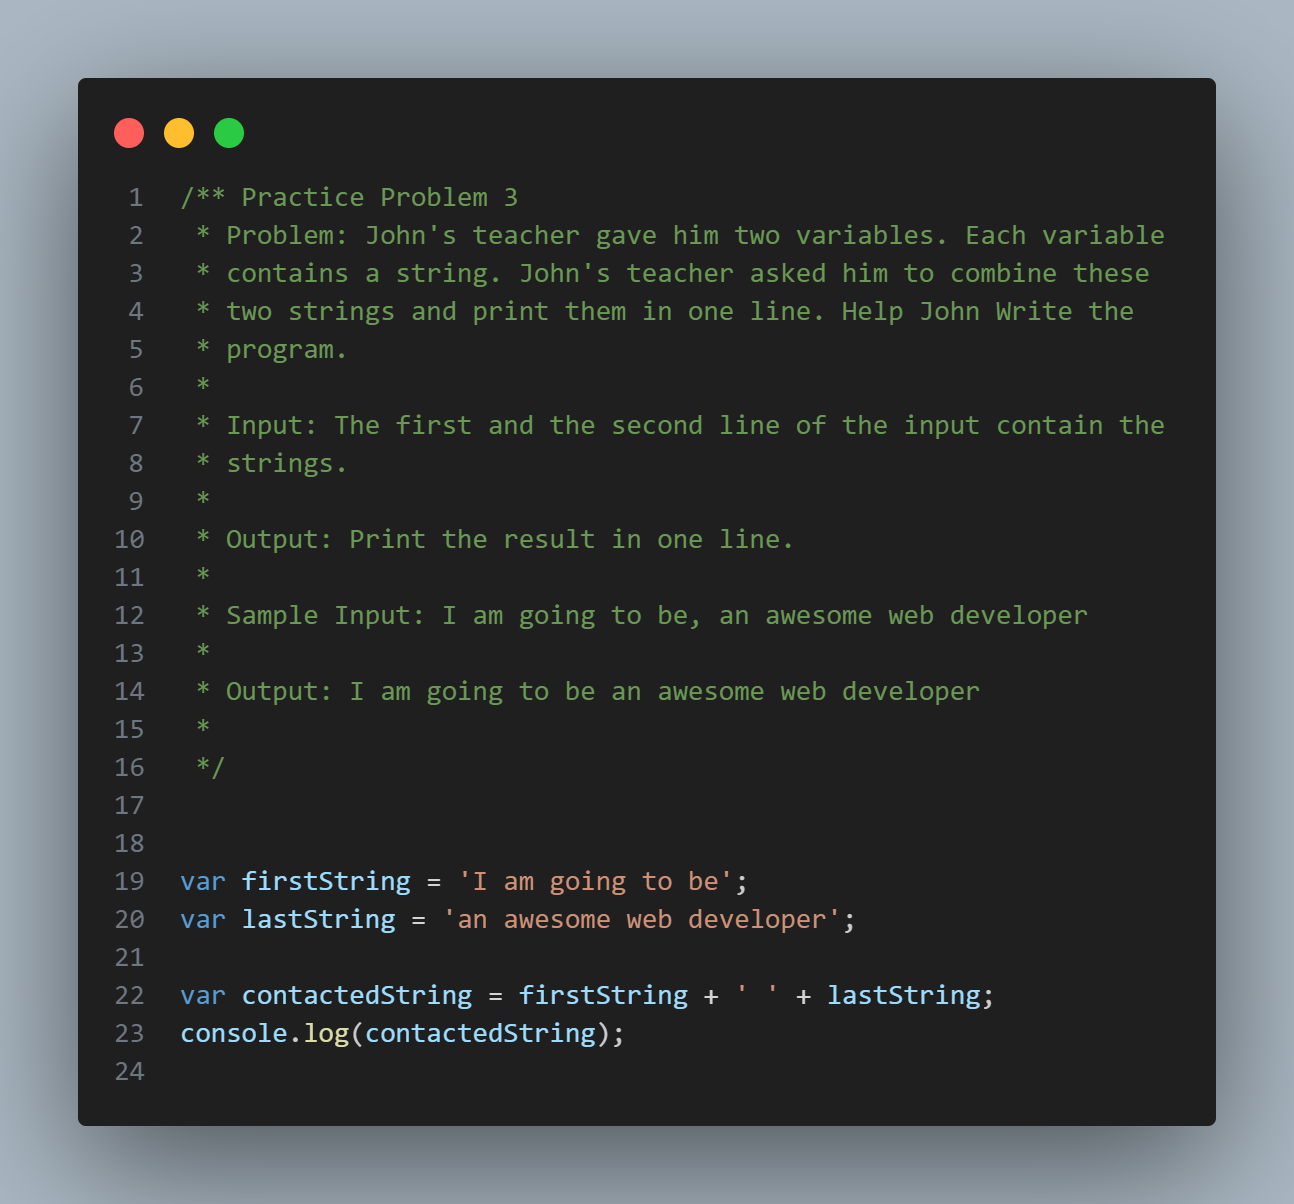 1 /** Practice Problem 3
2  * Problem: John's teacher gave him two variables. Each variable
3  * contains a string. John's teacher asked him to combine these
4  * two strings and print them in one line. Help John Write the
5  * program.
6  *
7  * Input: The first and the second line of the input contain the
8  * strings.
9  *
10  * Output: Print the result in one line.
11  *
12  * Sample Input: I am going to be, an awesome web developer
13  *
14  * Output: I am going to be an awesome web developer
15  *
16  */
17
18
19 var firstString = 'I am going to be';
20 var lastString = 'an awesome web developer';
21
22 var contactedString = firstString + ' ' + lastString;
23 console.log(contactedString);
24